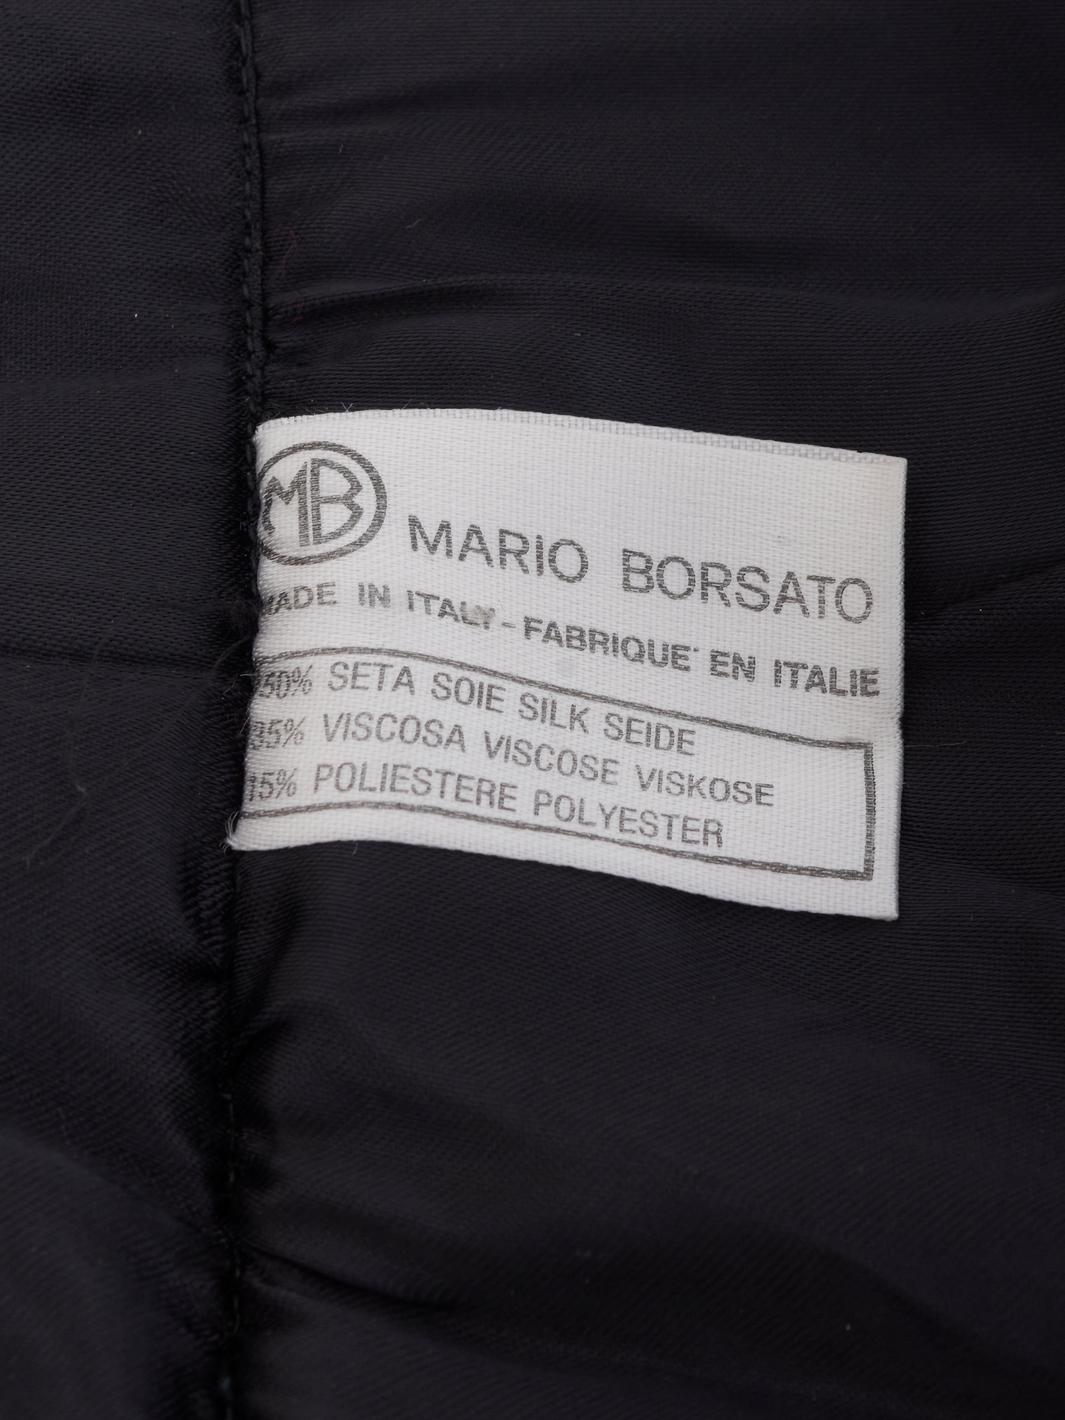 MB
MARIO BORSATO
MADE IN ITALY - FABRIQUE' EN ITALIE
50% SETA SOIE SILK SEIDE
35% VISCOSA VISCOSE VISKOSE
15% POLIESTERE POLYESTER